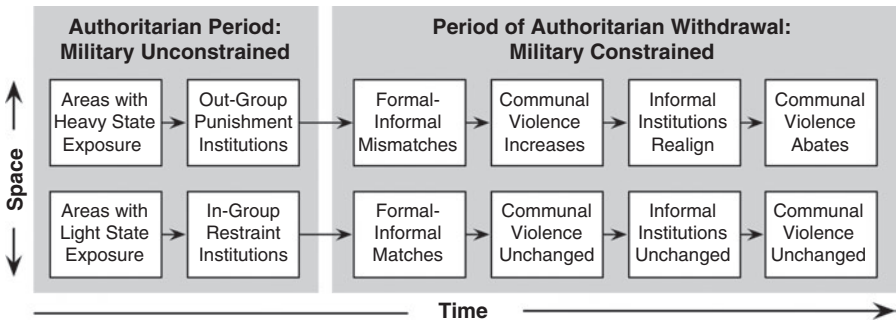 Authoritarian Period:
Military Unconstrained
Period of Authoritarian Withdrawal:
Military Constrained
Space
Areas with
Heavy State
Exposure
Out-Group
Punishment
Institutions
Formal-
Informal
Mismatches
Communal
Violence
Increases
Informal
Institutions
Realign
Communal
Violence
Abates
Areas with
Light State
Exposure
In-Group
Restraint
Institutions
Formal-
Informal
Matches
Communal
Violence
Unchanged
Informal
Institutions
Unchanged
Communal
Violence
Unchanged
Time